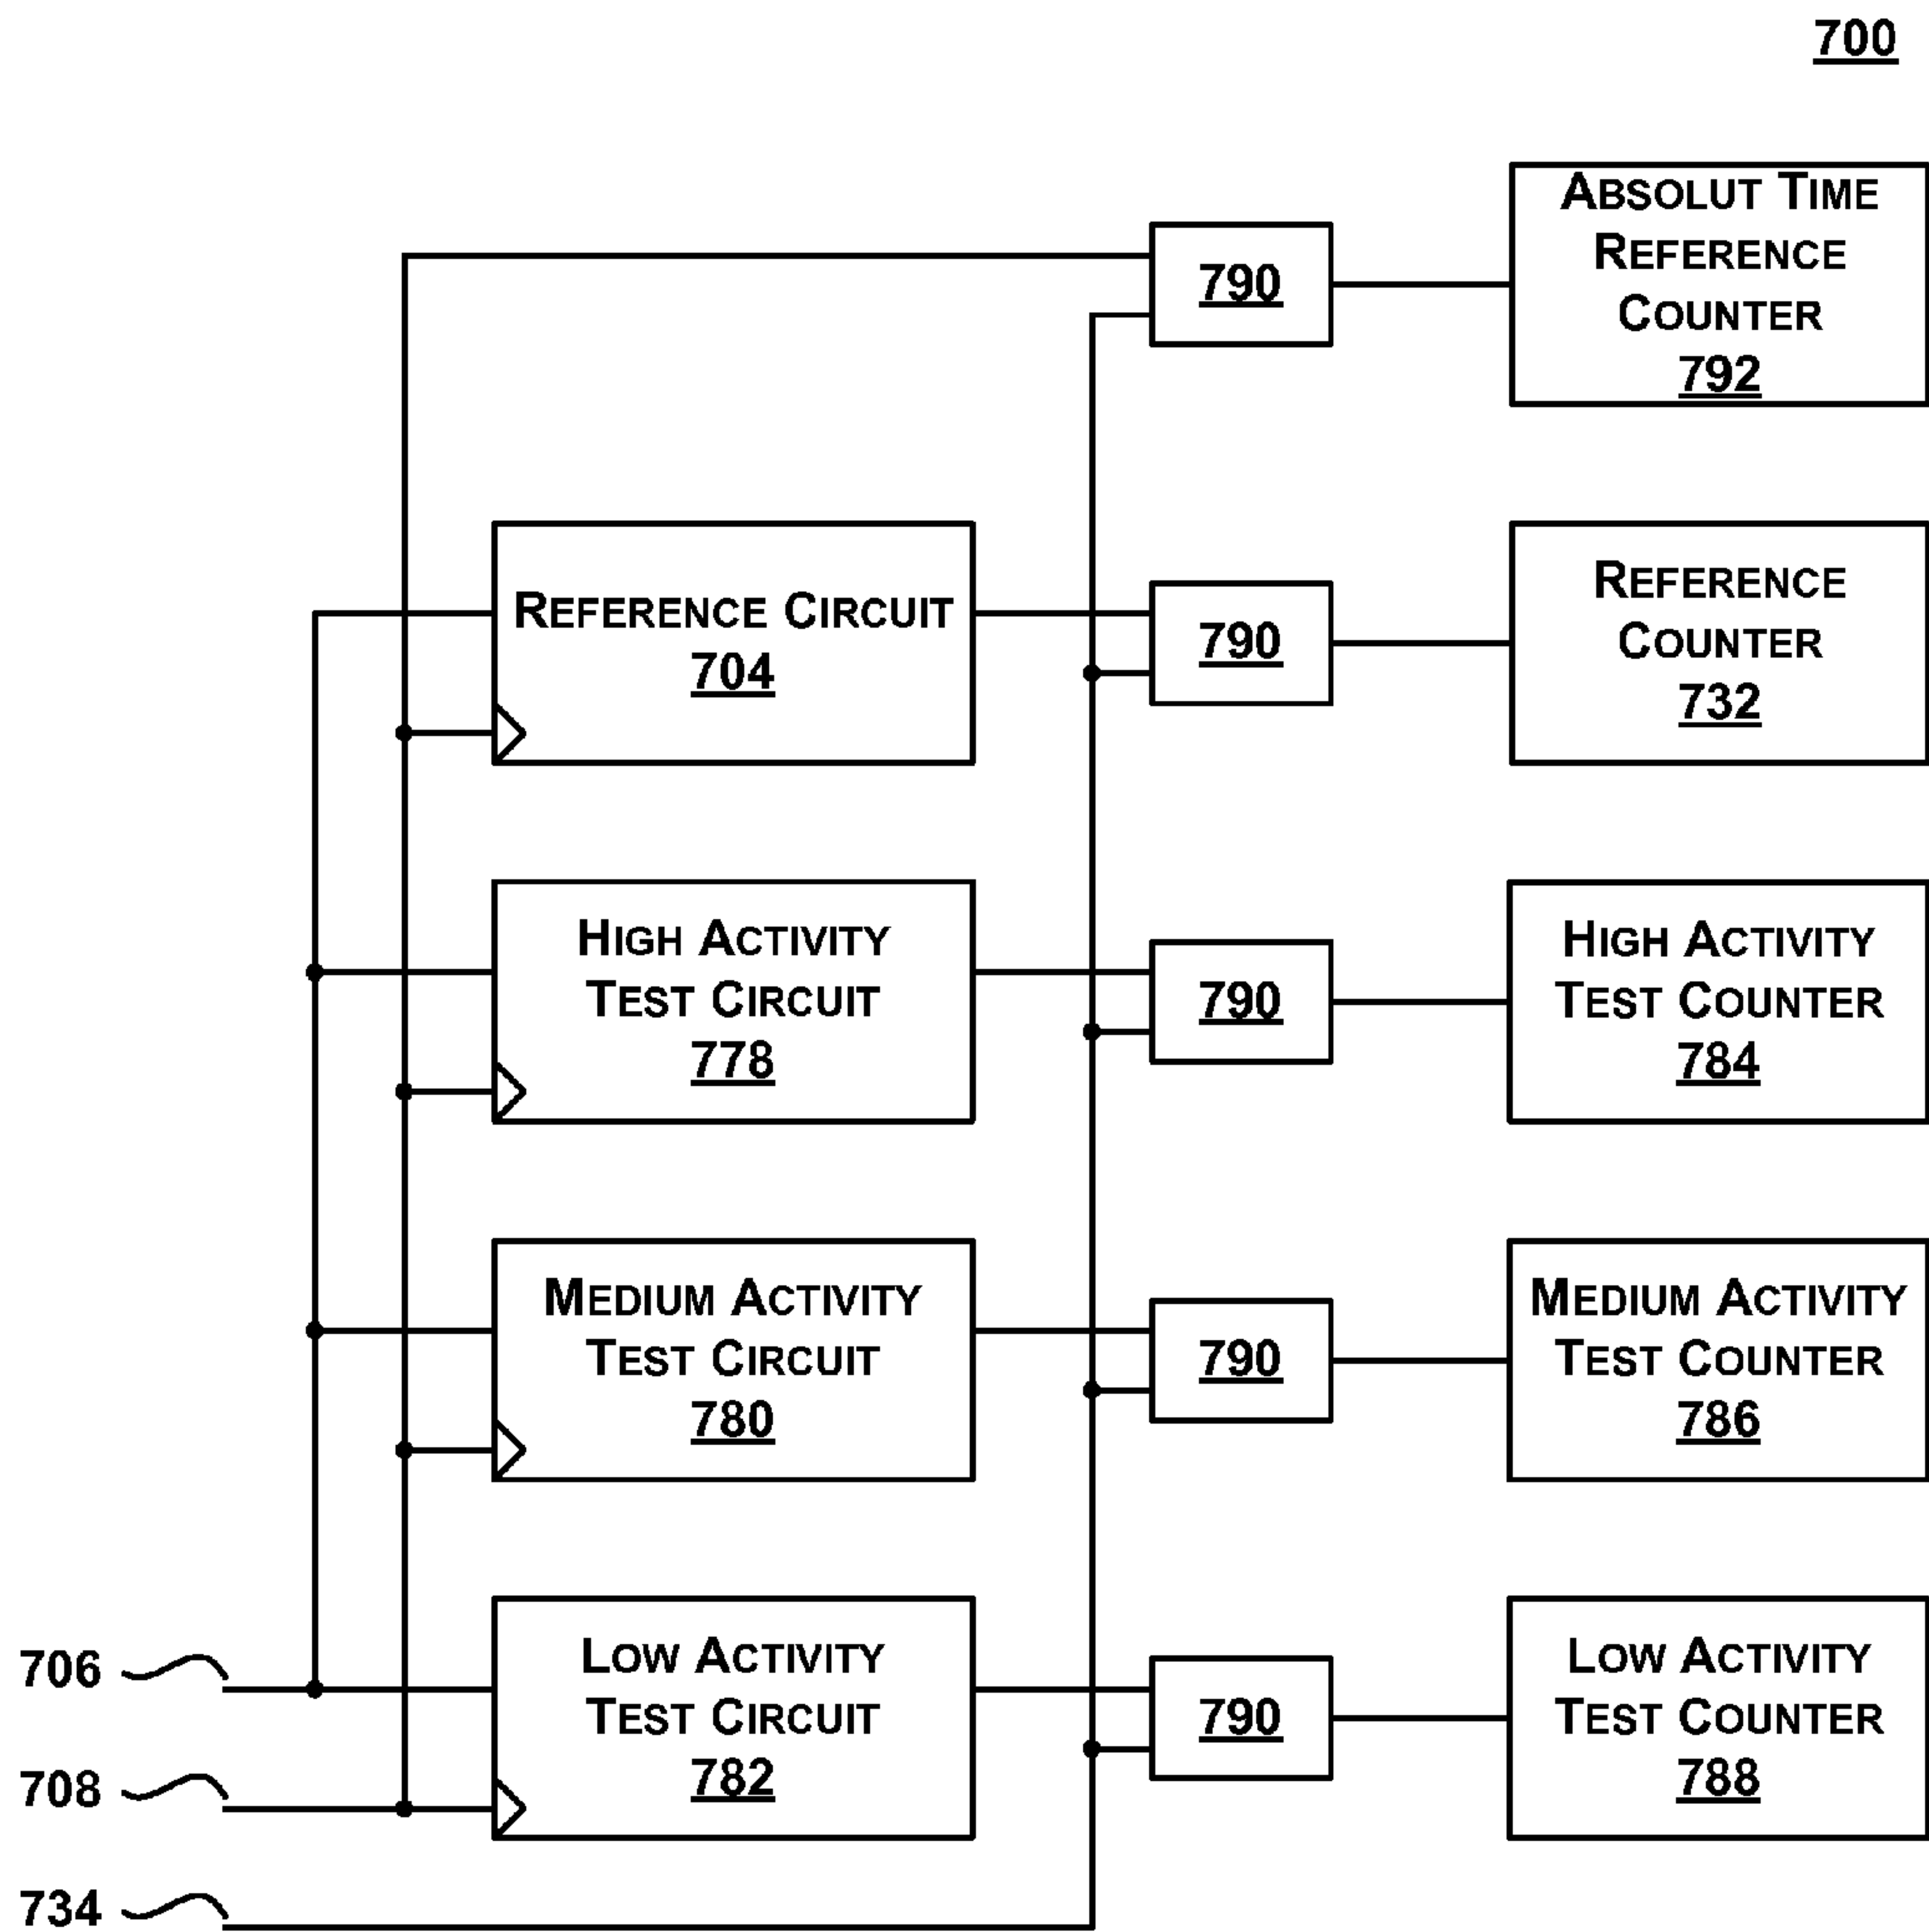 700
ABSOLUT TIME
REFERENCE
COUNTER
792
790
REFERENCE CIRCUIT
704
790
REFERENCE
COUNTER
732
HIGH ACTIVITY
TEST CIRCUIT
778
790
HIGH ACTIVITY
TEST COUNTER
784
MEDIUM ACTIVITY
TEST CIRCUIT
780
790
MEDIUM ACTIVITY
TEST COUNTER
786
LOW ACTIVITY
TEST CIRCUIT
782
790
LOW ACTIVITY
TEST COUNTER
788
706
708
734